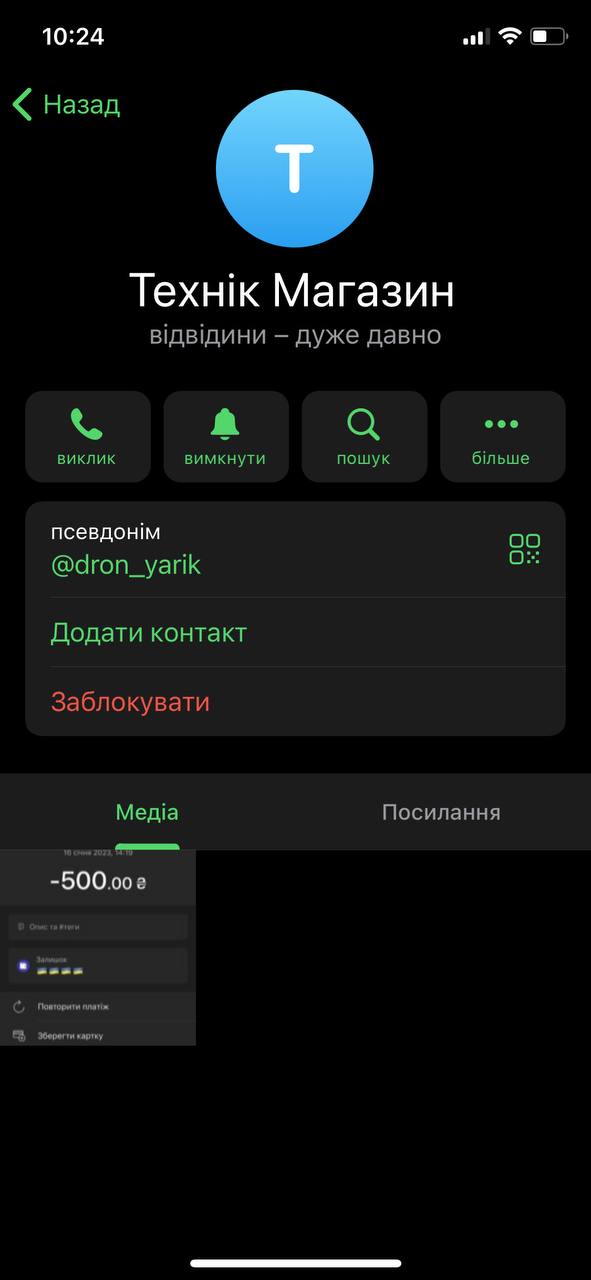 10:24
Назад
Т
Технік Магазин
відвідини – дуже давно
виклик
вимкнути
пошук
більше
псевдонім
@dron_yarik
Додати контакт
Заблокувати
Медіа
Посилання
16 січня 2023, 14:19
-500.00 ₴
Опис та #теги
Залишок
Повторити платіж
Зберегти картку